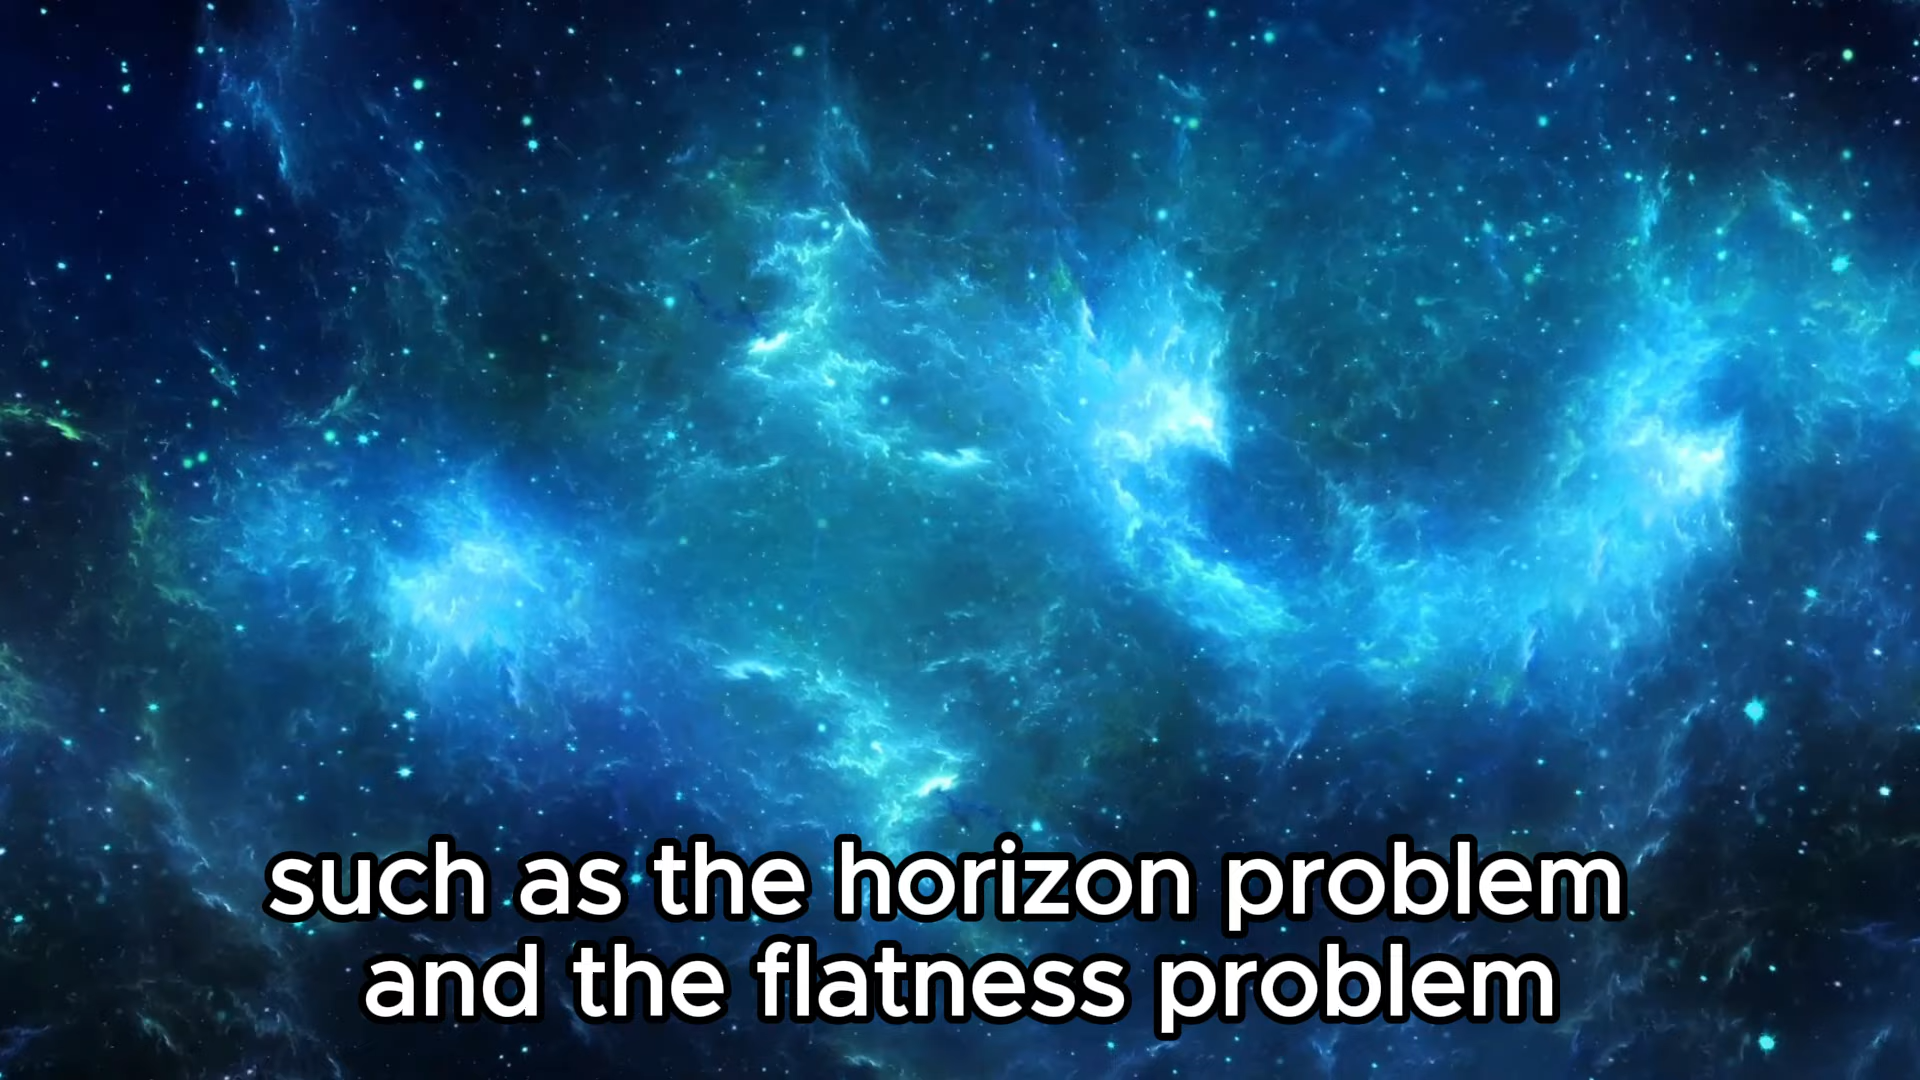 such as the horizon problem
and the flatness problem